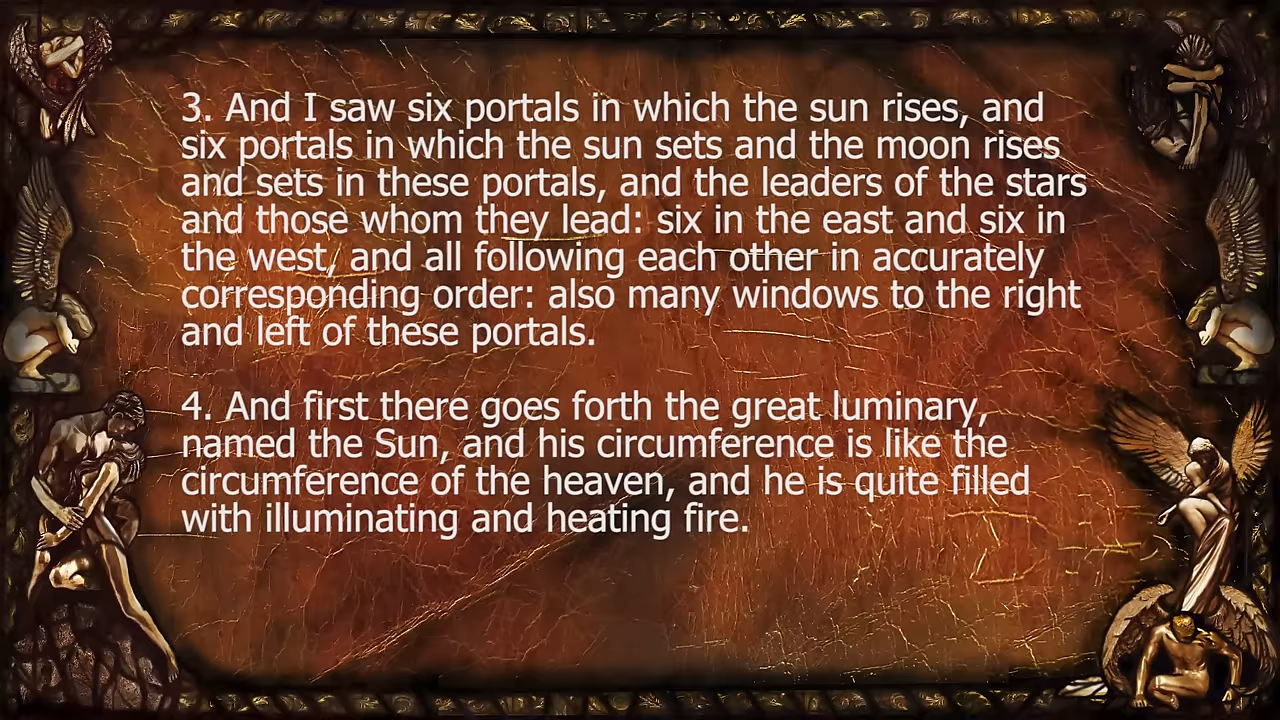 3. And I saw six portals in which the sun rises, and
six portals in which the sun sets and the moon rises
and sets in these portals, and the leaders of the stars
and those whom they lead: six in the east and six in
the west, and all following each other in accurately
corresponding order: also many windows to the right
and left of these portals.
4. And first there goes forth the great luminary,
named the Sun, and his circumference is like the
circumference of the heaven, and he is quite filled
with illuminating and heating fire.